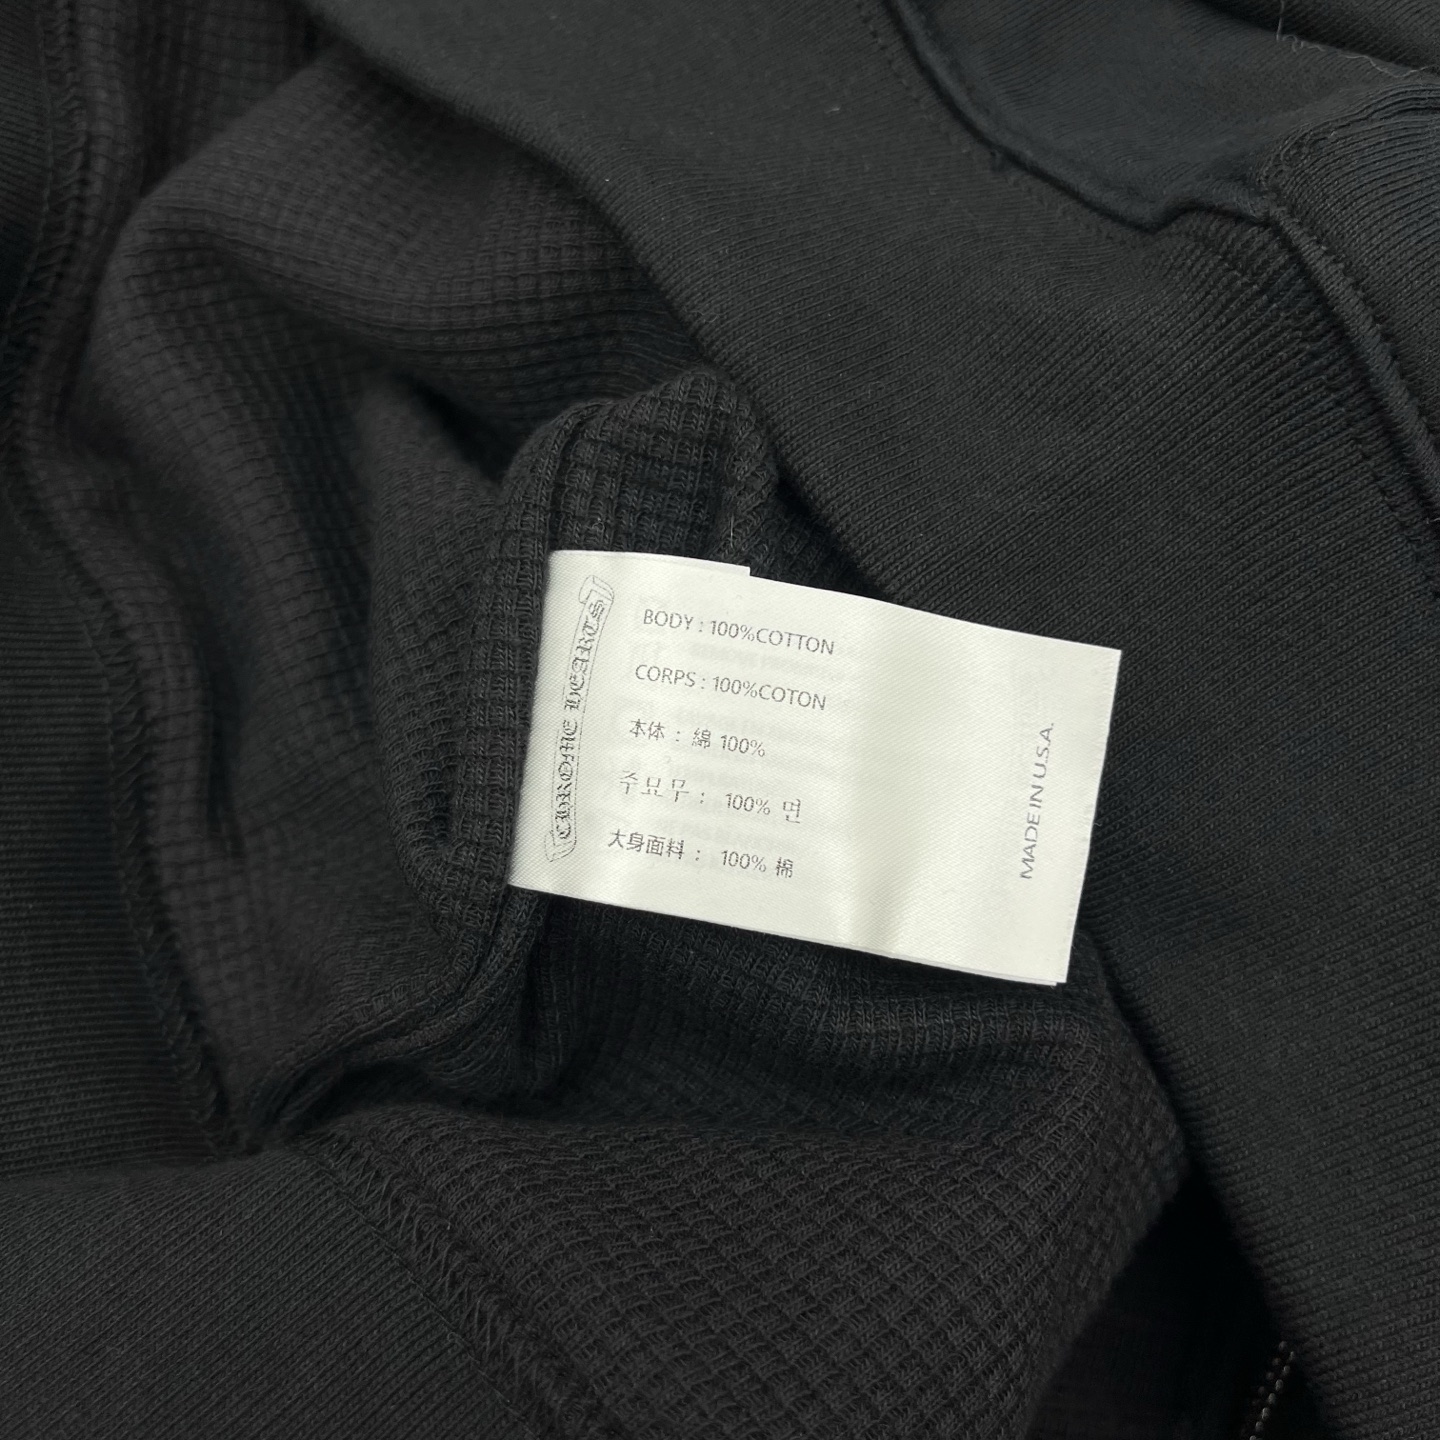 CHROME HEARTS
BODY : 100%COTTON
CORPS : 100%COTON
本体 : 綿 100%
주요무 : 100% 면
大身面料 : 100% 棉
MADE IN U.S.A.